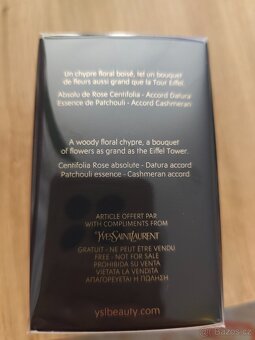 Un chypre floral boisé, tel un bouquet
de fleurs aussi grand que la Tour Eiffel.
Absolu de Rose Centifolia - Accord Datura
Essence de Patchouli - Accord Cashmeran
A woody floral chypre, a bouquet
of flowers as grand as the Eiffel Tower.
Centifolia Rose absolute - Datura accord
Patchouli essence - Cashmeran accord
ARTICLE OFFERT PAR
WITH COMPLIMENTS FROM
YVES SAINT LAURENT
GRATUIT - NE PEUT ÊTRE VENDU
FREE - NOT FOR SALE
PROHIBIDA SU VENTA
VIETATA LA VENDITA
ΑΠΑΓΟΡΕΥΕΤΑΙ Η ΠΩΛΗΣΗ
yslbeauty.com